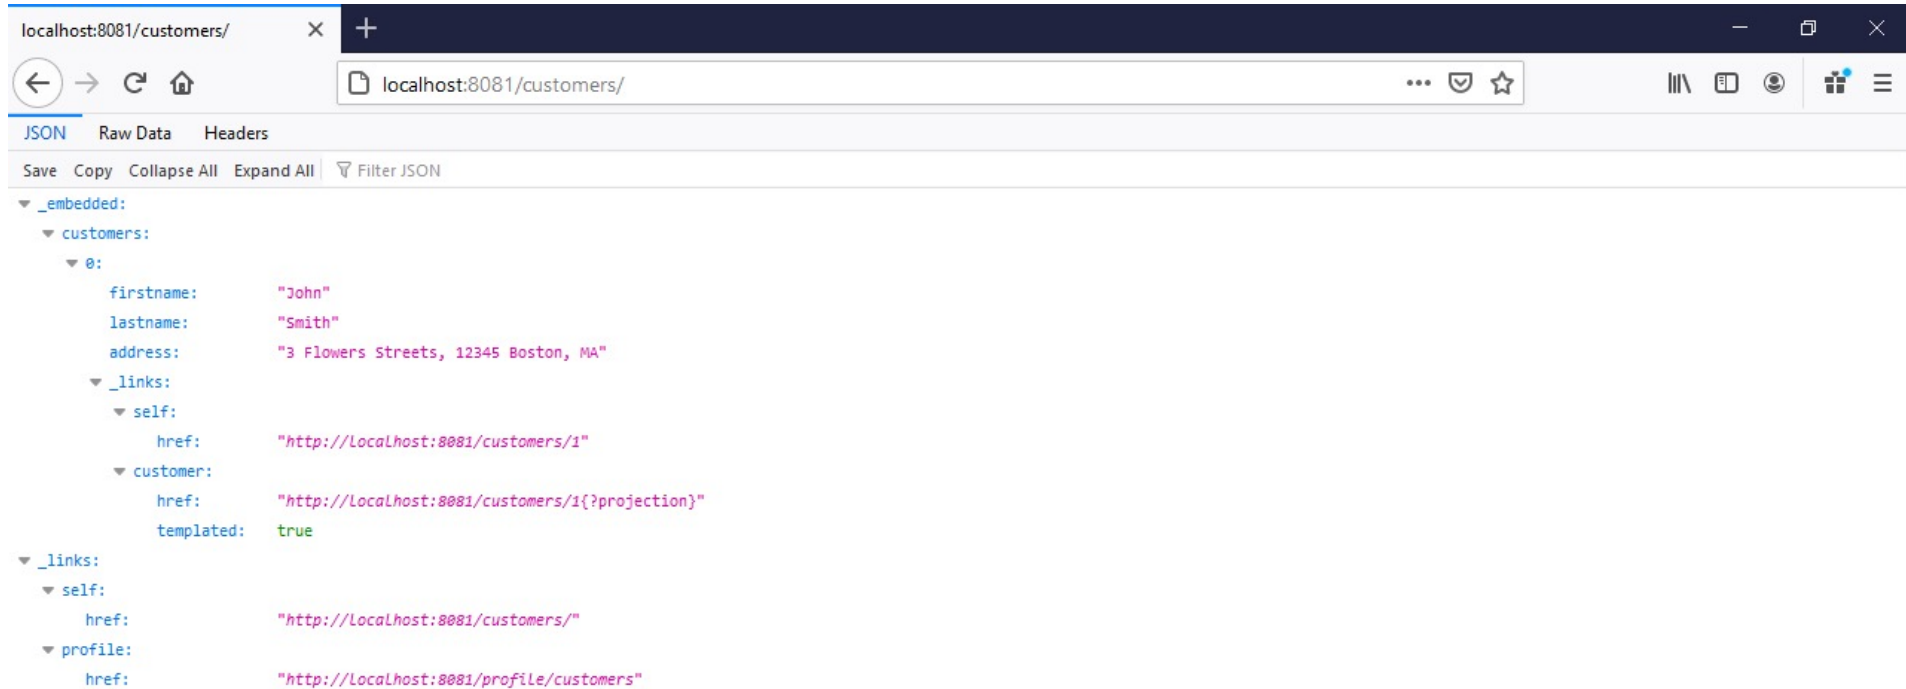 localhost:8081/customers/
localhost:8081/customers/
JSON Raw Data Headers
Save Copy Collapse All Expand All Filter JSON
_embedded:
customers:
0:
firstname: "John"
lastname: "Smith"
address: "3 Flowers Streets, 12345 Boston, MA"
_links:
self:
href: "http://localhost:8081/customers/1"
customer:
href: "http://localhost:8081/customers/1{?projection}"
templated: true
_links:
self:
href: "http://localhost:8081/customers/"
profile:
href: "http://localhost:8081/profile/customers"